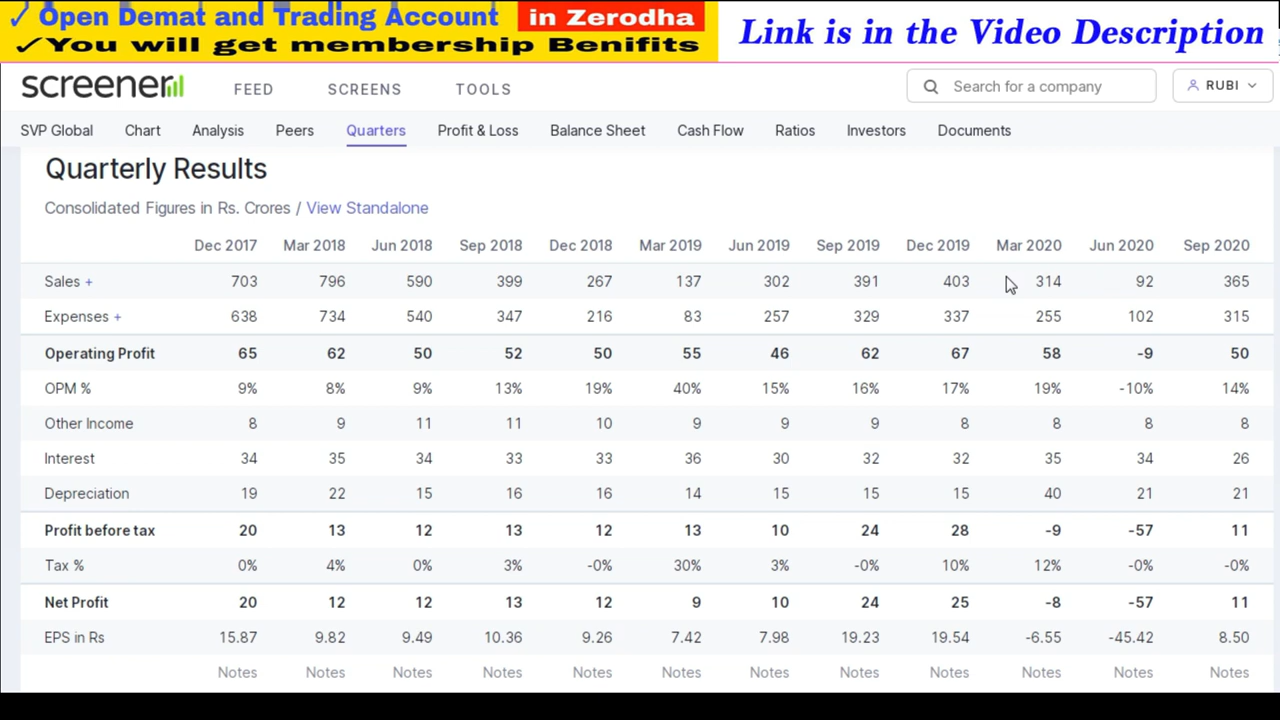 ✓ Open Demat and Trading Account in Zerodha
✓You will get membership Benifits
Link is in the Video Description
screener
FEED SCREENS TOOLS
Search for a company
RUBI
SVP Global Chart Analysis Peers Quarters Profit & Loss Balance Sheet Cash Flow Ratios Investors Documents
Quarterly Results
Consolidated Figures in Rs. Crores / View Standalone
Dec 2017 Mar 2018 Jun 2018 Sep 2018 Dec 2018 Mar 2019 Jun 2019 Sep 2019 Dec 2019 Mar 2020 Jun 2020 Sep 2020
Sales + 703 796 590 399 267 137 302 391 403 314 92 365
Expenses + 638 734 540 347 216 83 257 329 337 255 102 315
Operating Profit 65 62 50 52 50 55 46 62 67 58 -9 50
OPM % 9% 8% 9% 13% 19% 40% 15% 16% 17% 19% -10% 14%
Other Income 8 9 11 11 10 9 9 9 8 8 8 8
Interest 34 35 34 33 33 36 30 32 32 35 34 26
Depreciation 19 22 15 16 16 14 15 15 15 40 21 21
Profit before tax 20 13 12 13 12 13 10 24 28 -9 -57 11
Tax % 0% 4% 0% 3% -0% 30% 3% -0% 10% 12% -0% -0%
Net Profit 20 12 12 13 12 9 10 24 25 -8 -57 11
EPS in Rs 15.87 9.82 9.49 10.36 9.26 7.42 7.98 19.23 19.54 -6.55 -45.42 8.50
Notes Notes Notes Notes Notes Notes Notes Notes Notes Notes Notes Notes